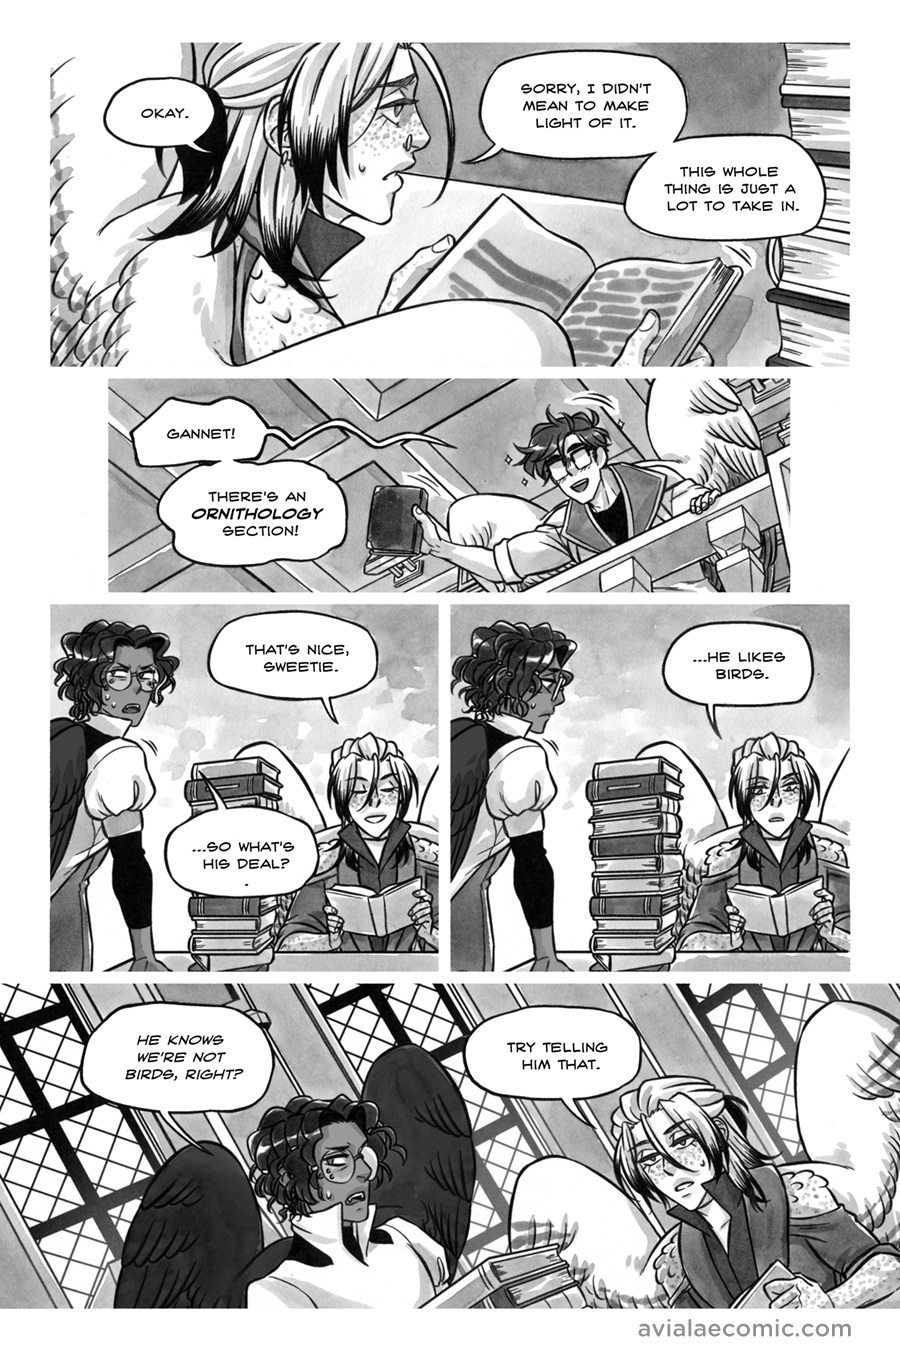 OKAY.
SORRY, I DIDN'T
MEAN TO MAKE
LIGHT OF IT.
THIS WHOLE
THING IS JUST A
LOT TO TAKE IN.
GANNET!
THERE'S AN
ORNITHOLOGY
SECTION!
THAT'S NICE,
SWEETIE.
...SO WHAT'S
HIS DEAL?
.
...HE LIKES
BIRDS.
HE KNOWS
WE'RE NOT
BIRDS, RIGHT?
TRY TELLING
HIM THAT.
avialaecomic.com